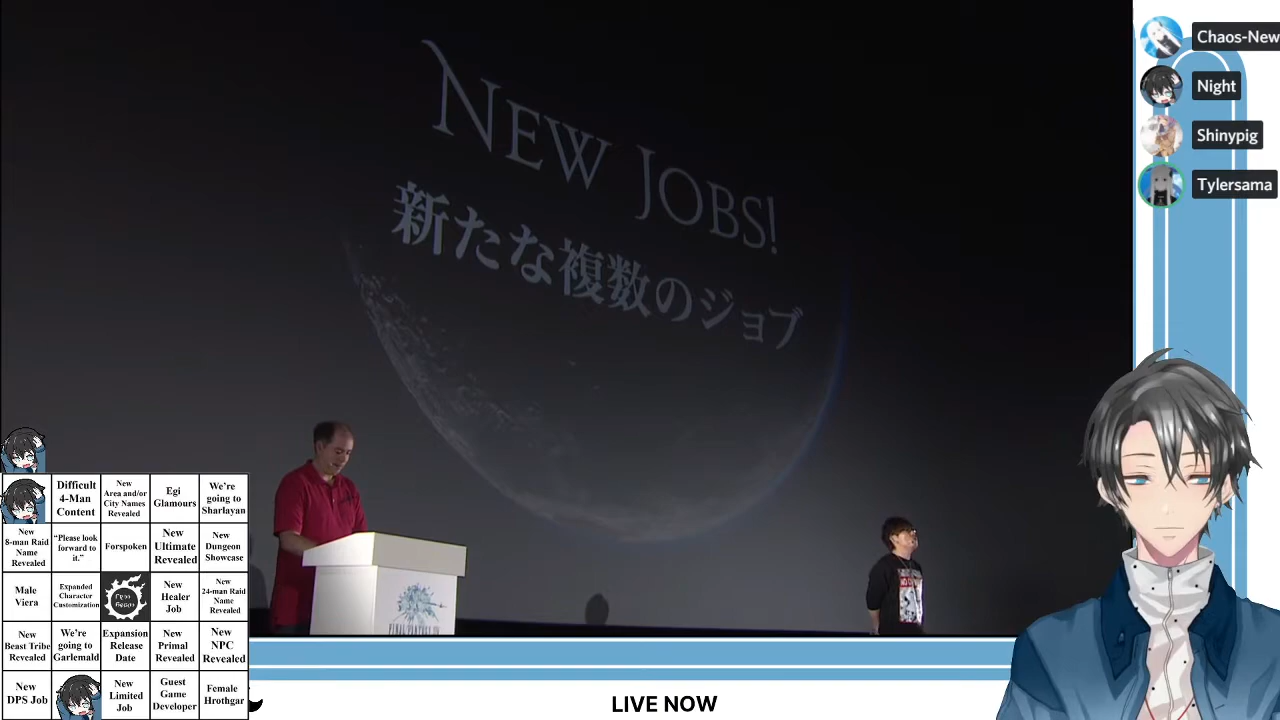 NEW JOBS!
新たな複数のジョブ
Chaos-New
Night
Shinypig
Tylersama
Difficult
4-Man
Content
New
Area and/or
City Names
Revealed
Egi
Glamours
We're
going to
Sharlayan
New
8-man Raid
Name
Revealed
"Please look
forward to
it."
Forspoken
New
Ultimate
Revealed
New
Dungeon
Showcase
Male
Viera
Expanded
Character
Customization
Free
New
Healer
Job
New
24-man Raid
Name
Revealed
New
Beast Tribe
Revealed
We're
going to
Garlemald
Expansion
Release
Date
New
Primal
Revealed
New
NPC
Revealed
New
DPS Job
New
Limited
Job
Guest
Game
Developer
Female
Hrothgar
FINAL FANTASY XIV
LIVE NOW